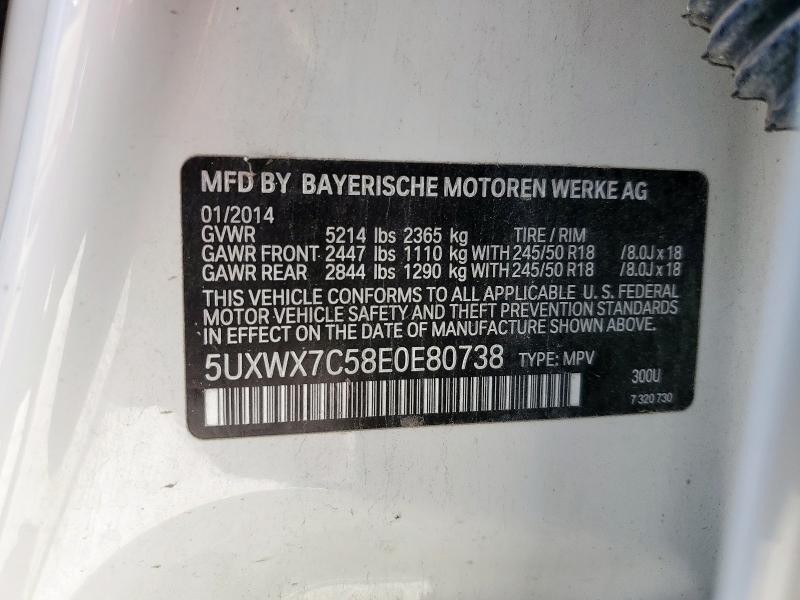 MFD BY BAYERISCHE MOTOREN WERKE AG
01/2014
GVWR 5214 lbs 2365 kg TIRE / RIM
GAWR FRONT 2447 lbs 1110 kg WITH 245/50 R18 /8.0J x 18
GAWR REAR 2844 lbs 1290 kg WITH 245/50 R18 /8.0J x 18
THIS VEHICLE CONFORMS TO ALL APPLICABLE U.S. FEDERAL
MOTOR VEHICLE SAFETY AND THEFT PREVENTION STANDARDS
IN EFFECT ON THE DATE OF MANUFACTURE SHOWN ABOVE.
5UXWX7C58E0E80738 TYPE: MPV
300U
7 320 730